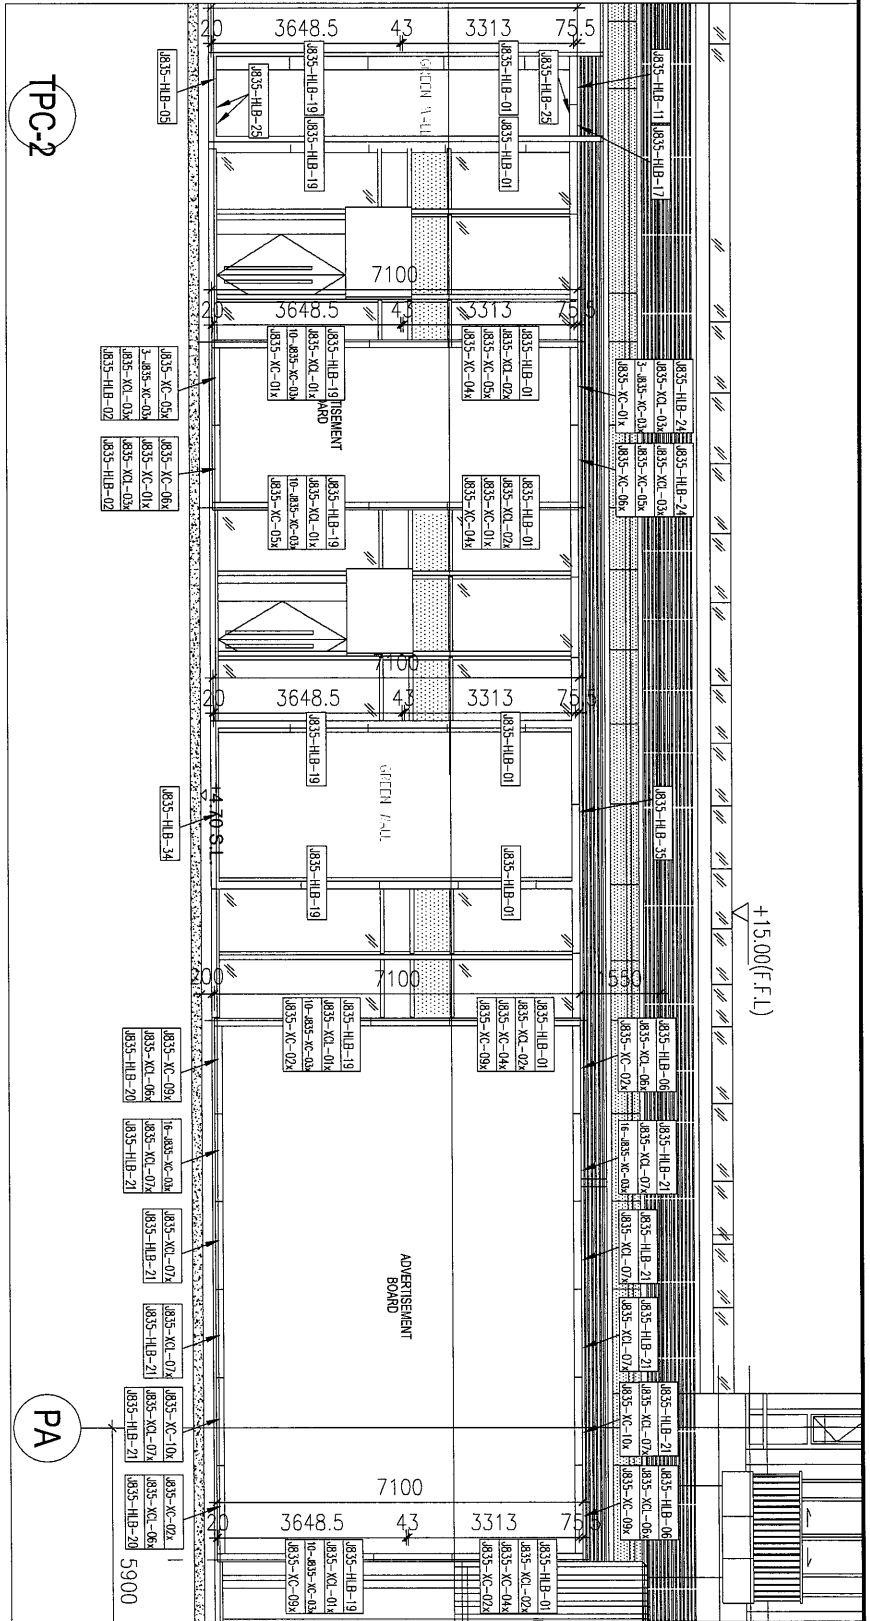 20
3648.5
43
3313
75.5
J835-HLB-05
J835-HLB-25
J835-HLB-19
J835-HLB-19
GREEN WALL
J835-HLB-01
J835-HLB-01
J835-HLB-25
J835-HLB-11
J835-HLB-17
TPC-2
7100
20
3648.5
43
3313
75.5
J835-HLB-24
J835-XCL-03x
3-J835-XC-03x
J835-XC-01x
J835-HLB-24
J835-XCL-03x
J835-XC-05x
J835-XC-06x
J835-HLB-01
J835-XCL-02x
J835-XC-05x
J835-XC-04x
J835-HLB-01
J835-XCL-02x
J835-XC-01x
J835-XC-04x
J835-HLB-19
J835-XCL-01x
10-J835-XC-03x
J835-XC-01x
J835-HLB-19
J835-XCL-01x
10-J835-XC-03x
J835-XC-05x
J835-XC-05x
3-J835-XC-03x
J835-XCL-03x
J835-HLB-02
J835-XC-06x
J835-XC-01x
J835-XCL-03x
J835-HLB-02
7100
20
3648.5
43
3313
75.5
J835-HLB-19
J835-HLB-01
GREEN WALL
J835-HLB-34
+4.70 S.L
J835-HLB-35
J835-HLB-19
J835-HLB-01
+15.00(F.F.L)
200
7100
1550
J835-HLB-01
J835-XCL-02x
J835-XC-04x
J835-XC-09x
J835-HLB-19
J835-XCL-01x
10-J835-XC-03x
J835-XC-02x
J835-HLB-06
J835-XCL-06x
J835-XC-02x
J835-HLB-21
J835-XCL-07x
16-J835-XC-03x
J835-HLB-21
J835-XCL-07x
J835-HLB-21
J835-XCL-07x
J835-HLB-21
J835-XCL-07x
J835-XC-10x
J835-HLB-06
J835-XCL-06x
J835-XC-09x
J835-XC-09x
J835-XCL-06x
J835-HLB-20
16-J835-XC-03x
J835-XCL-07x
J835-HLB-21
J835-XCL-07x
J835-HLB-21
J835-XCL-07x
J835-HLB-21
J835-XC-10x
J835-XCL-07x
J835-HLB-21
J835-XC-02x
J835-XCL-06x
J835-HLB-20
ADVERTISEMENT
BOARD
PA
5900
7100
20
3648.5
43
3313
J835-HLB-01
J835-XCL-02x
J835-XC-04x
J835-XC-02x
J835-HLB-19
J835-XCL-01x
10-J835-XC-03x
J835-XC-09x